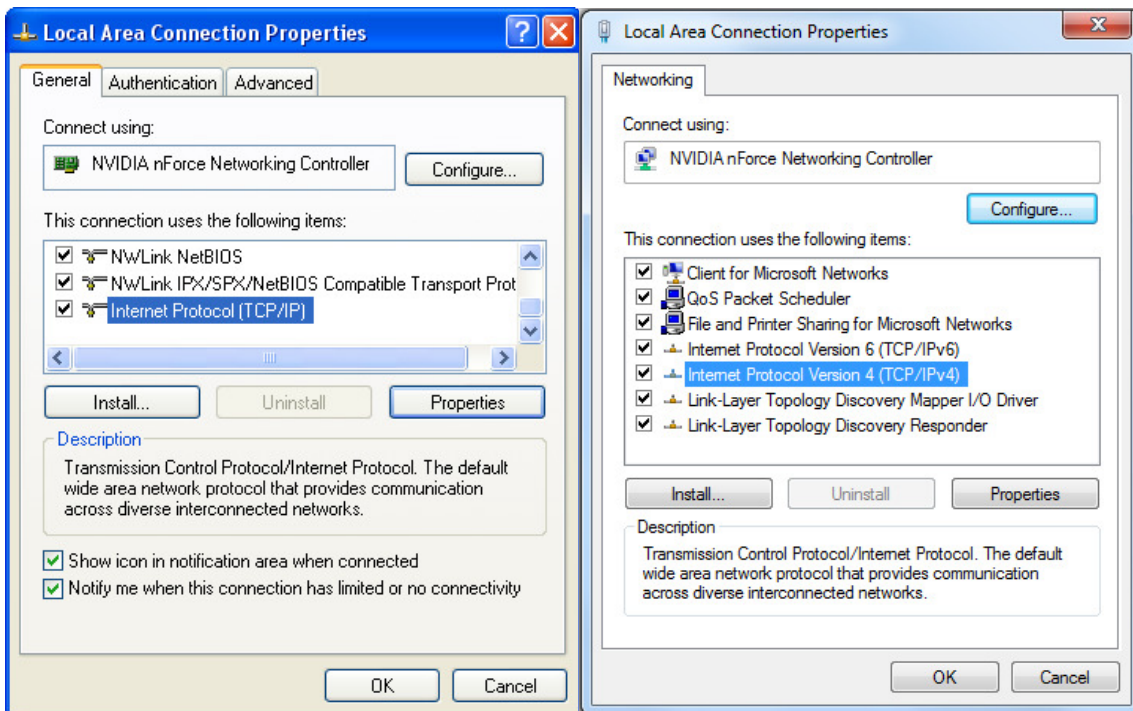 Local Area Connection Properties
General
Authentication
Advanced
Connect using:
NVIDIA nForce Networking Controller
Configure...
This connection uses the following items:
NWLink NetBIOS
NWLink IPX/SPX/NetBIOS Compatible Transport Prot
Internet Protocol (TCP/IP)
Install...
Uninstall
Properties
Description
Transmission Control Protocol/Internet Protocol. The default
wide area network protocol that provides communication
across diverse interconnected networks.
Show icon in notification area when connected
Notify me when this connection has limited or no connectivity
OK
Cancel
Local Area Connection Properties
Networking
Connect using:
NVIDIA nForce Networking Controller
Configure...
This connection uses the following items:
Client for Microsoft Networks
QoS Packet Scheduler
File and Printer Sharing for Microsoft Networks
Internet Protocol Version 6 (TCP/IPv6)
Internet Protocol Version 4 (TCP/IPv4)
Link-Layer Topology Discovery Mapper I/O Driver
Link-Layer Topology Discovery Responder
Install...
Uninstall
Properties
Description
Transmission Control Protocol/Internet Protocol. The default
wide area network protocol that provides communication
across diverse interconnected networks.
OK
Cancel